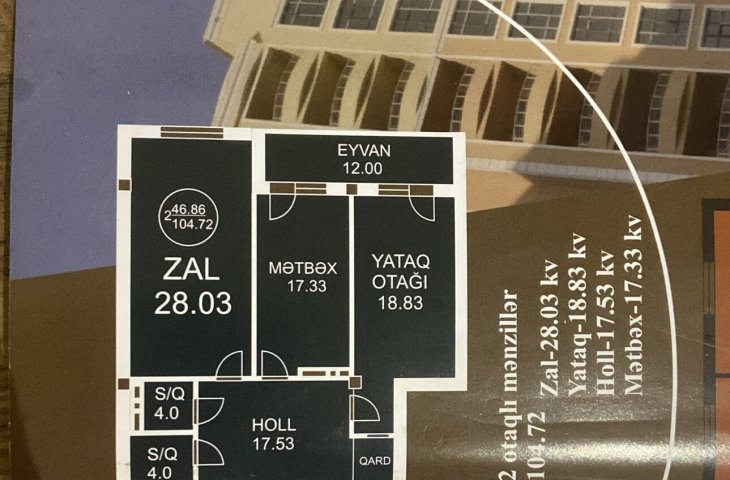 EYVAN
12.00
2 46.86
104.72
ZAL
28.03
MƏTBƏX
17.33
YATAQ
OTAĞI
18.83
S/Q
4.0
HOLL
17.53
S/Q
4.0
QARD
2 otaqlı mənzillər
104.72
Zal-28.03 kv
Yataq-18.83 kv
Holl-17.53 kv
Mətbəx-17.33 kv